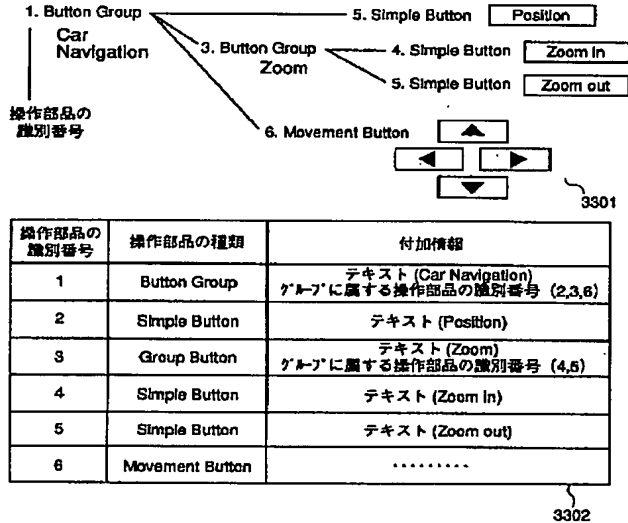 1. Button Group
Car
Navigation
操作部品の
識別番号
5. Simple Button Position
3. Button Group
Zoom
4. Simple Button Zoom in
5. Simple Button Zoom out
6. Movement Button
3301
操作部品の
識別番号 操作部品の種類 付加情報
1 Button Group テキスト (Car Navigation)
グループに属する操作部品の識別番号 (2,3,6)
2 Simple Button テキスト (Position)
3 Group Button テキスト (Zoom)
グループに属する操作部品の識別番号 (4,5)
4 Simple Button テキスト (Zoom in)
5 Simple Button テキスト (Zoom out)
6 Movement Button ・・・・・・・・・
3302